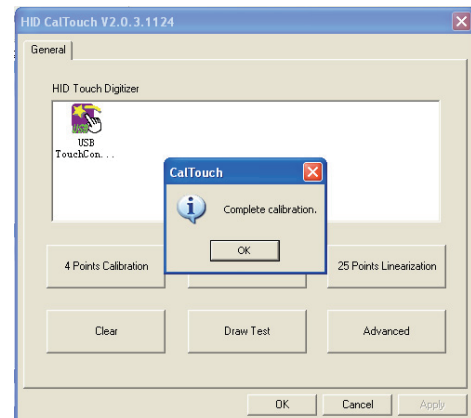 HID CalTouch V2.0.3.1124
General
HID Touch Digitizer
USB
TouchCon...
CalTouch
Complete calibration.
OK
4 Points Calibration
25 Points Linearization
Clear
Draw Test
Advanced
OK
Cancel
Apply